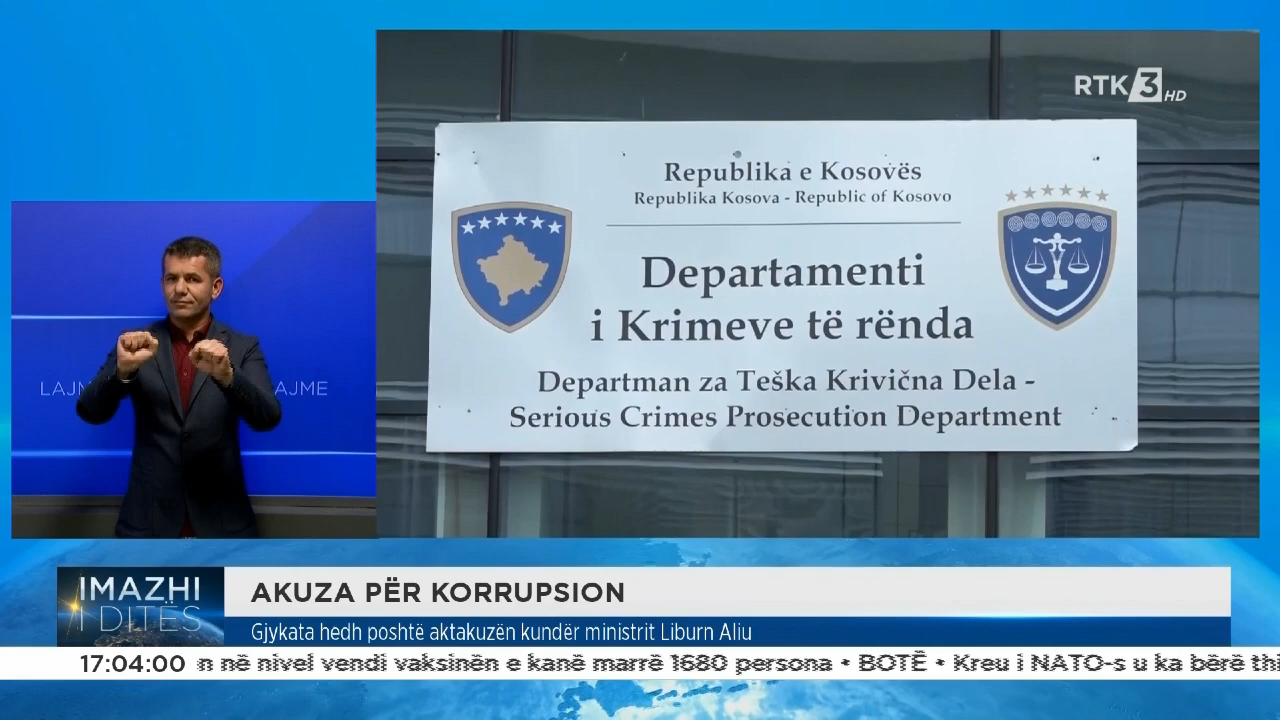 RTK 3 HD
Republika e Kosovës
Republika Kosova - Republic of Kosovo
Departamenti
i Krimeve të rënda
Departman za Teška Krivična Dela -
Serious Crimes Prosecution Department
IMAZHI
I DITËS
AKUZA PËR KORRUPSION
Gjykata hedh poshtë aktakuzën kundër ministrit Liburn Aliu
17:04:00 në nivel vendi vaksinën e kanë marrë 1680 persona • BOTË • Kreu i NATO-s u ka bërë